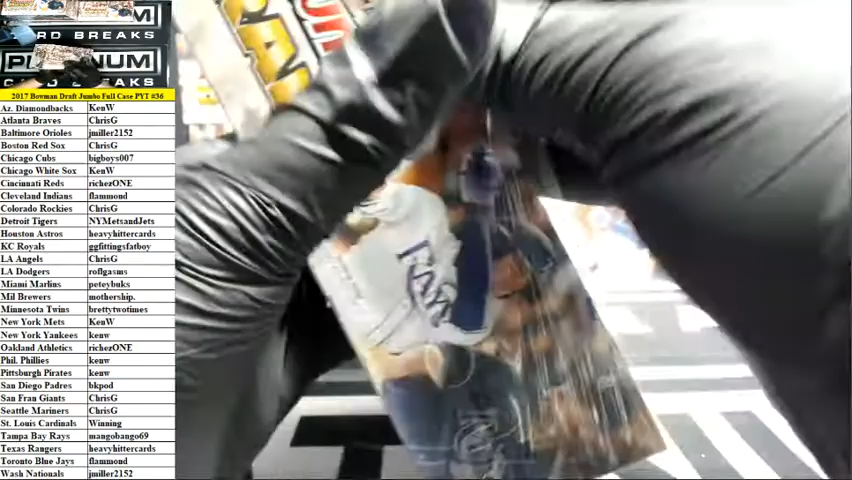 RD BREAKS
PL NUM
2017 Bowman Draft Jumbo Full Case PYT #36
Az. Diamondbacks KenW
Atlanta Braves ChrisG
Baltimore Orioles jmiller2152
Boston Red Sox ChrisG
Chicago Cubs bigboys007
Chicago White Sox KenW
Cincinnati Reds richezONE
Cleveland Indians flammond
Colorado Rockies ChrisG
Detroit Tigers NYMetsandJets
Houston Astros heavyhittercards
KC Royals ggfittingsfatboy
LA Angels ChrisG
LA Dodgers roflgasms
Miami Marlins peteybuks
Mil Brewers mothership.
Minnesota Twins brettytwotimes
New York Mets KenW
New York Yankees kenw
Oakland Athletics richezONE
Phil. Phillies kenw
Pittsburgh Pirates kenw
San Diego Padres bkpod
San Fran Giants ChrisG
Seattle Mariners ChrisG
St. Louis Cardinals Winning
Tampa Bay Rays mangobango69
Texas Rangers heavyhittercards
Toronto Blue Jays flammond
Wash Nationals jmiller2152